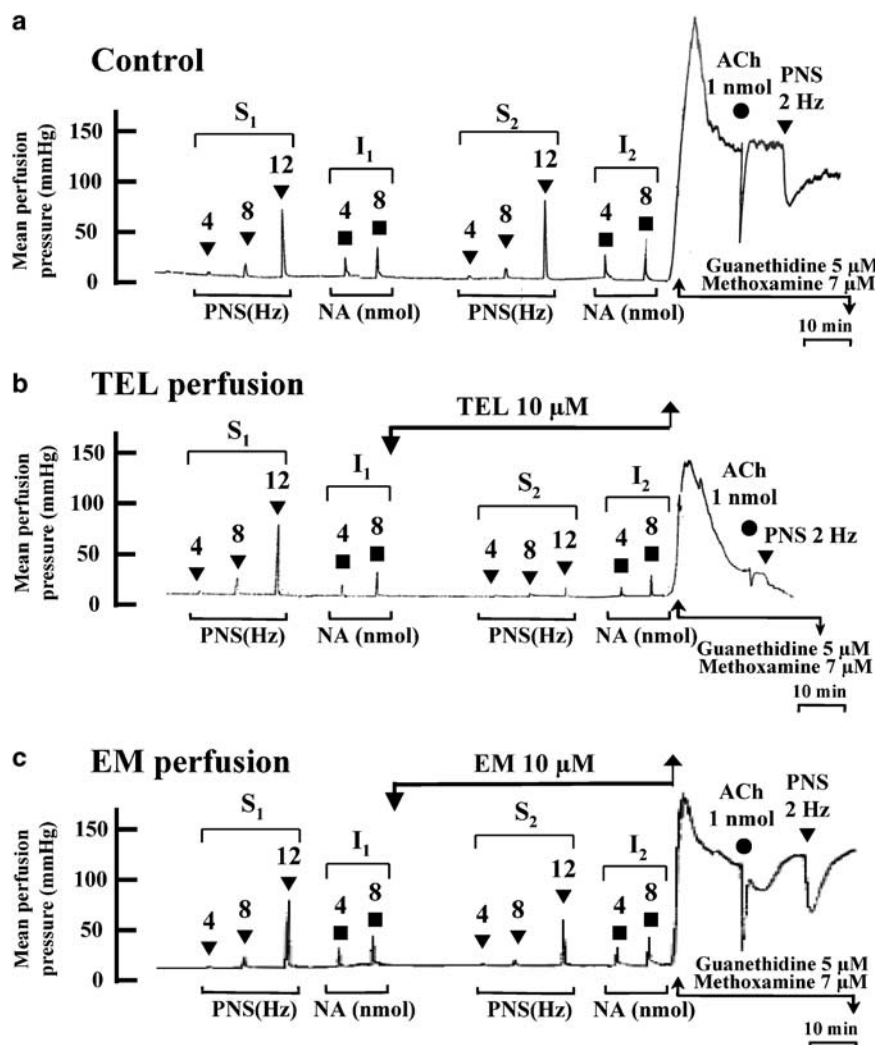 a
Control
Mean perfusion
pressure (mmHg)
150
100
50
0
S1
4
8
12
I1
4
8
S2
4
8
12
I2
4
8
ACh
1 nmol
PNS
2 Hz
PNS(Hz)
NA (nmol)
PNS(Hz)
NA (nmol)
Guanethidine 5 μM
Methoxamine 7 μM
10 min
b
TEL perfusion
TEL 10 μM
Mean perfusion
pressure (mmHg)
150
100
50
0
S1
4
8
12
I1
4
8
S2
4
8
12
I2
4
8
ACh
1 nmol
PNS 2 Hz
PNS(Hz)
NA (nmol)
PNS(Hz)
NA (nmol)
Guanethidine 5 μM
Methoxamine 7 μM
10 min
c
EM perfusion
EM 10 μM
Mean perfusion
pressure (mmHg)
150
100
50
0
S1
4
8
12
I1
4
8
S2
4
8
12
I2
4
8
ACh
1 nmol
PNS
2 Hz
PNS(Hz)
NA (nmol)
PNS(Hz)
NA (nmol)
Guanethidine 5 μM
Methoxamine 7 μM
10 min